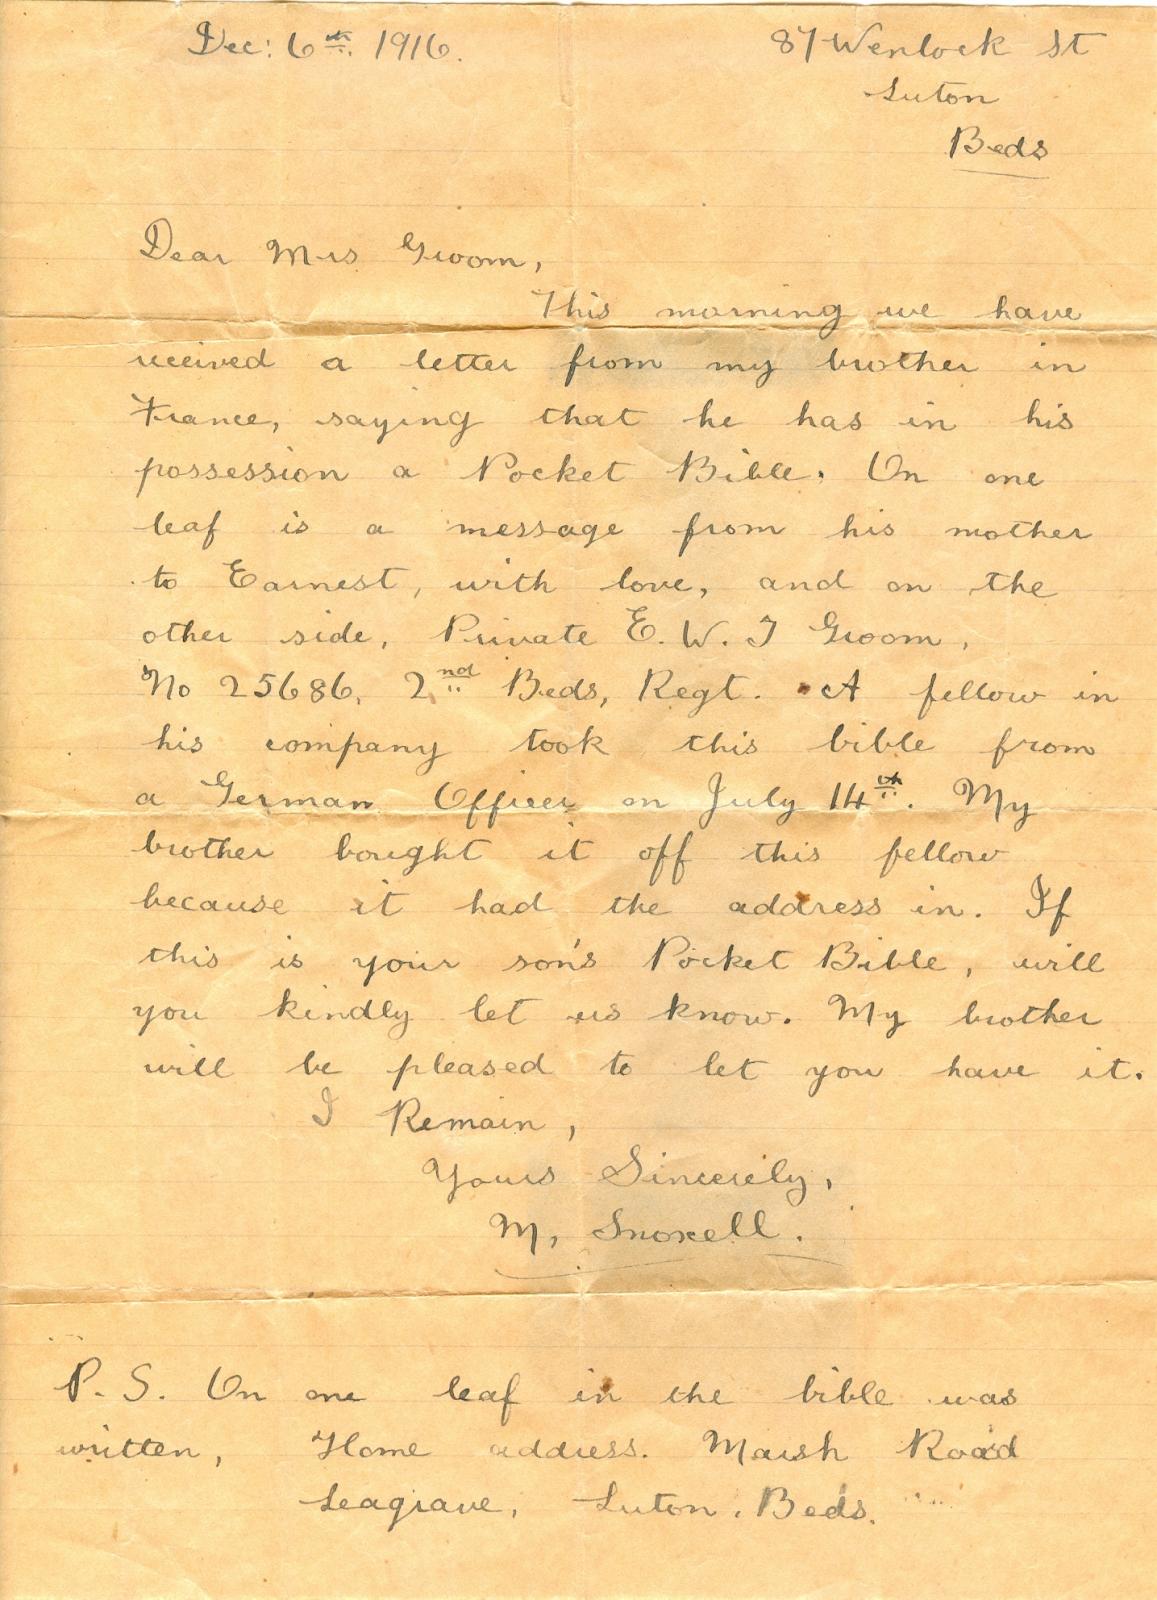 Dec: 6th 1916.
87 Wenlock St
Luton
Beds
Dear Mrs Groom,
This morning we have
received a letter from my brother in
France, saying that he has in his
possession a Pocket Bible. On one
leaf is a message from his mother
to Earnest, with love, and on the
other side, Private E. W. J Groom,
No 25686, 2nd Beds, Regt. A fellow in
his company took this bible from
a German Officer on July 14th. My
brother bought it off this fellow
because it had the address in. If
this is your son's Pocket Bible, will
you kindly let us know. My brother
will be pleased to let you have it.
I Remain,
Yours Sincerily,
M, Snoxell.
P. S. On one leaf in the bible was
written, Home address. Marsh Road
Leagrave, Luton, Beds.